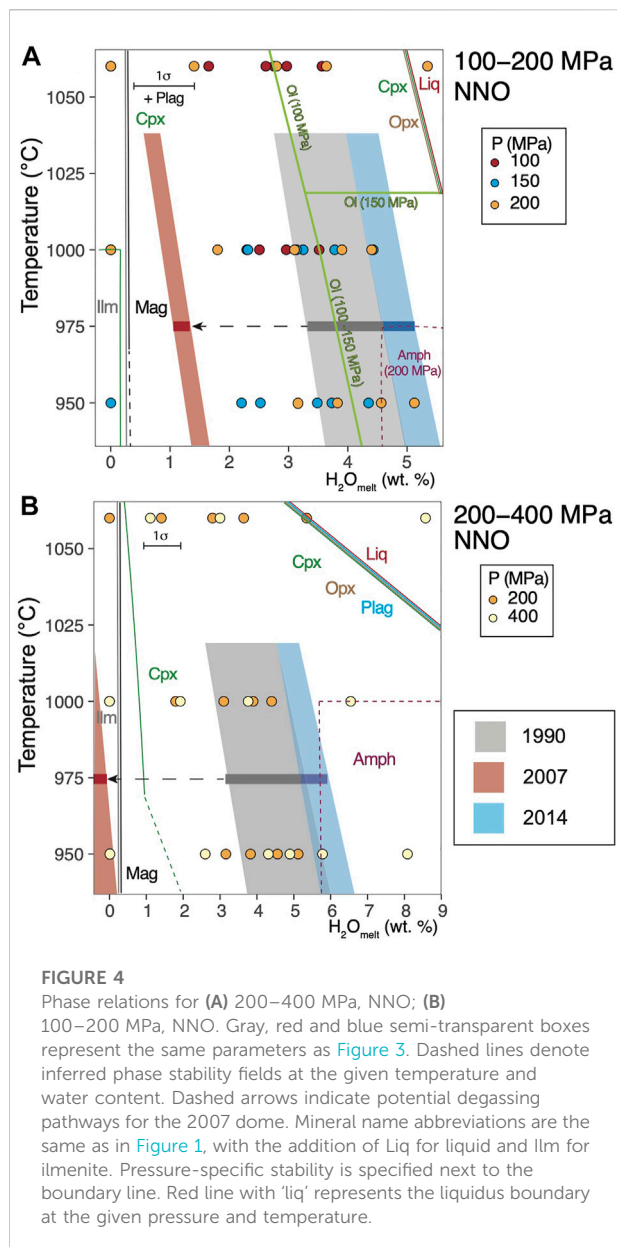 A
100–200 MPa
NNO
1σ
+ Plag
Cpx
Ol (100 MPa)
Cpx
Liq
Opx
Ol (150 MPa)
P (MPa)
100
150
200
Ilm
Mag
Ol (100–150 MPa)
Amph
(200 MPa)
Temperature (°C)
1050
1025
1000
975
950
0 1 2 3 4 5
H2Omelt (wt. %)
B
200–400 MPa
NNO
1σ
Cpx
Liq
Opx
Plag
P (MPa)
200
400
Cpx
Ilm
Amph
Mag
1990
2007
2014
Temperature (°C)
1050
1025
1000
975
950
0 1 2 3 4 5 6 7 8 9
H2Omelt (wt. %)
FIGURE 4
Phase relations for (A) 200–400 MPa, NNO; (B)
100–200 MPa, NNO. Gray, red and blue semi-transparent boxes
represent the same parameters as Figure 3. Dashed lines denote
inferred phase stability fields at the given temperature and
water content. Dashed arrows indicate potential degassing
pathways for the 2007 dome. Mineral name abbreviations are the
same as in Figure 1, with the addition of Liq for liquid and Ilm for
ilmenite. Pressure-specific stability is specified next to the
boundary line. Red line with ‘liq’ represents the liquidus boundary
at the given pressure and temperature.